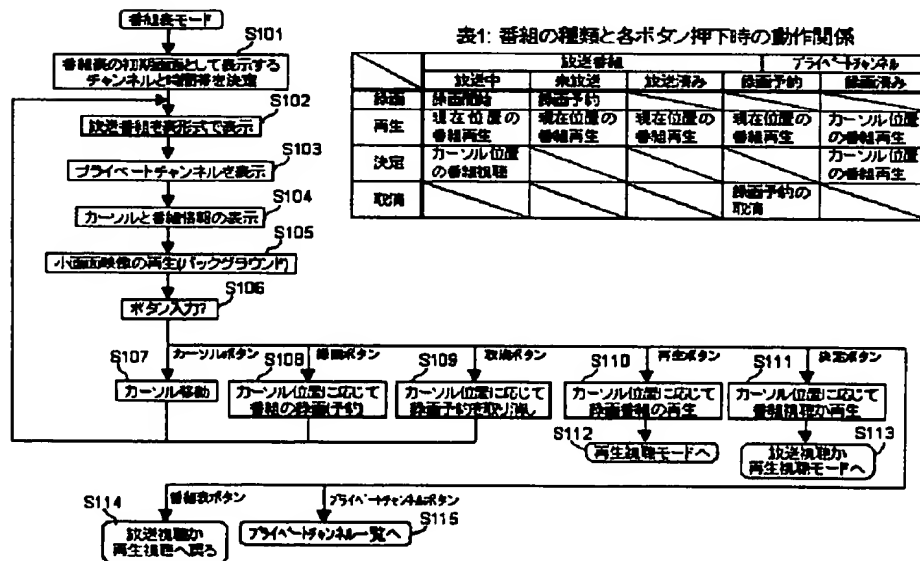 番組表モード
S101
番組表の初期画面として表示する
チャンネルと時間帯を決定
S102
放送番組を表形式で表示
S103
プライベートチャンネルを表示
S104
カーソルと番組情報の表示
S105
小画面映像の再生(バックグラウンド)
S106
ボタン入力?
S107
カーソルボタン
カーソル移動
S108
録画ボタン
カーソル位置に応じて
番組の録画(予約)
S109
取消ボタン
カーソル位置に応じて
録画予約を取り消し
S110
再生ボタン
カーソル位置に応じて
録画番組の再生
S111
決定ボタン
カーソル位置に応じて
番組視聴か再生
S112
再生視聴モードへ
S113
放送視聴か
再生視聴モードへ
S114
番組表ボタン
放送視聴か
再生視聴へ戻る
プライベートチャンネルボタン
S115
プライベートチャンネル一覧へ
表1: 番組の種類と各ボタン押下時の動作関係
放送番組 プライベートチャンネル
放送中 未放送 放送済み 録画予約 録画済み
録画 録画開始 録画予約
再生 現在位置の 現在位置の 現在位置の 現在位置の カーソル位置
番組再生 番組再生 番組再生 番組再生 の番組再生
決定 カーソル位置 カーソル位置
の番組視聴 の番組再生
取消 録画予約の
取消